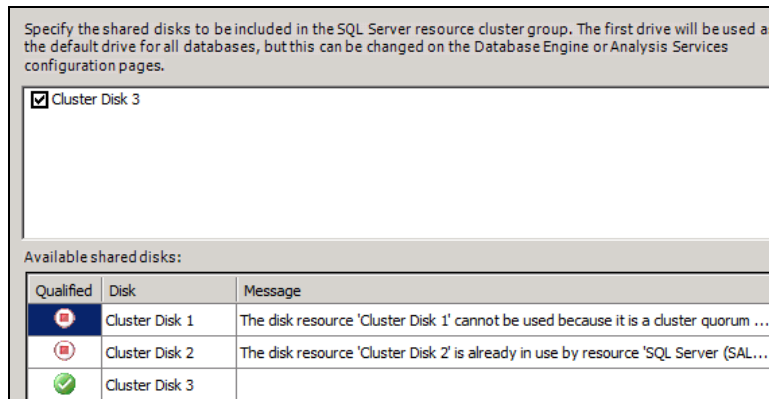 Specify the shared disks to be included in the SQL Server resource cluster group. The first drive will be used a
the default drive for all databases, but this can be changed on the Database Engine or Analysis Services
configuration pages.
Cluster Disk 3
Available shared disks:
Qualified Disk Message
Cluster Disk 1 The disk resource 'Cluster Disk 1' cannot be used because it is a cluster quorum ...
Cluster Disk 2 The disk resource 'Cluster Disk 2' is already in use by resource 'SQL Server (SAL...
Cluster Disk 3